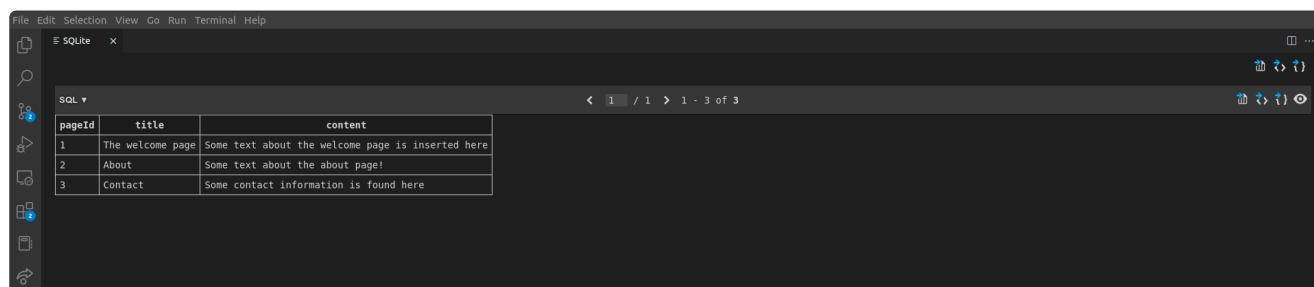 File Edit Selection View Go Run Terminal Help
SQLite
SQL
1 / 1 1 - 3 of 3
pageId title content
1 The welcome page Some text about the welcome page is inserted here
2 About Some text about the about page!
3 Contact Some contact information is found here
2
2